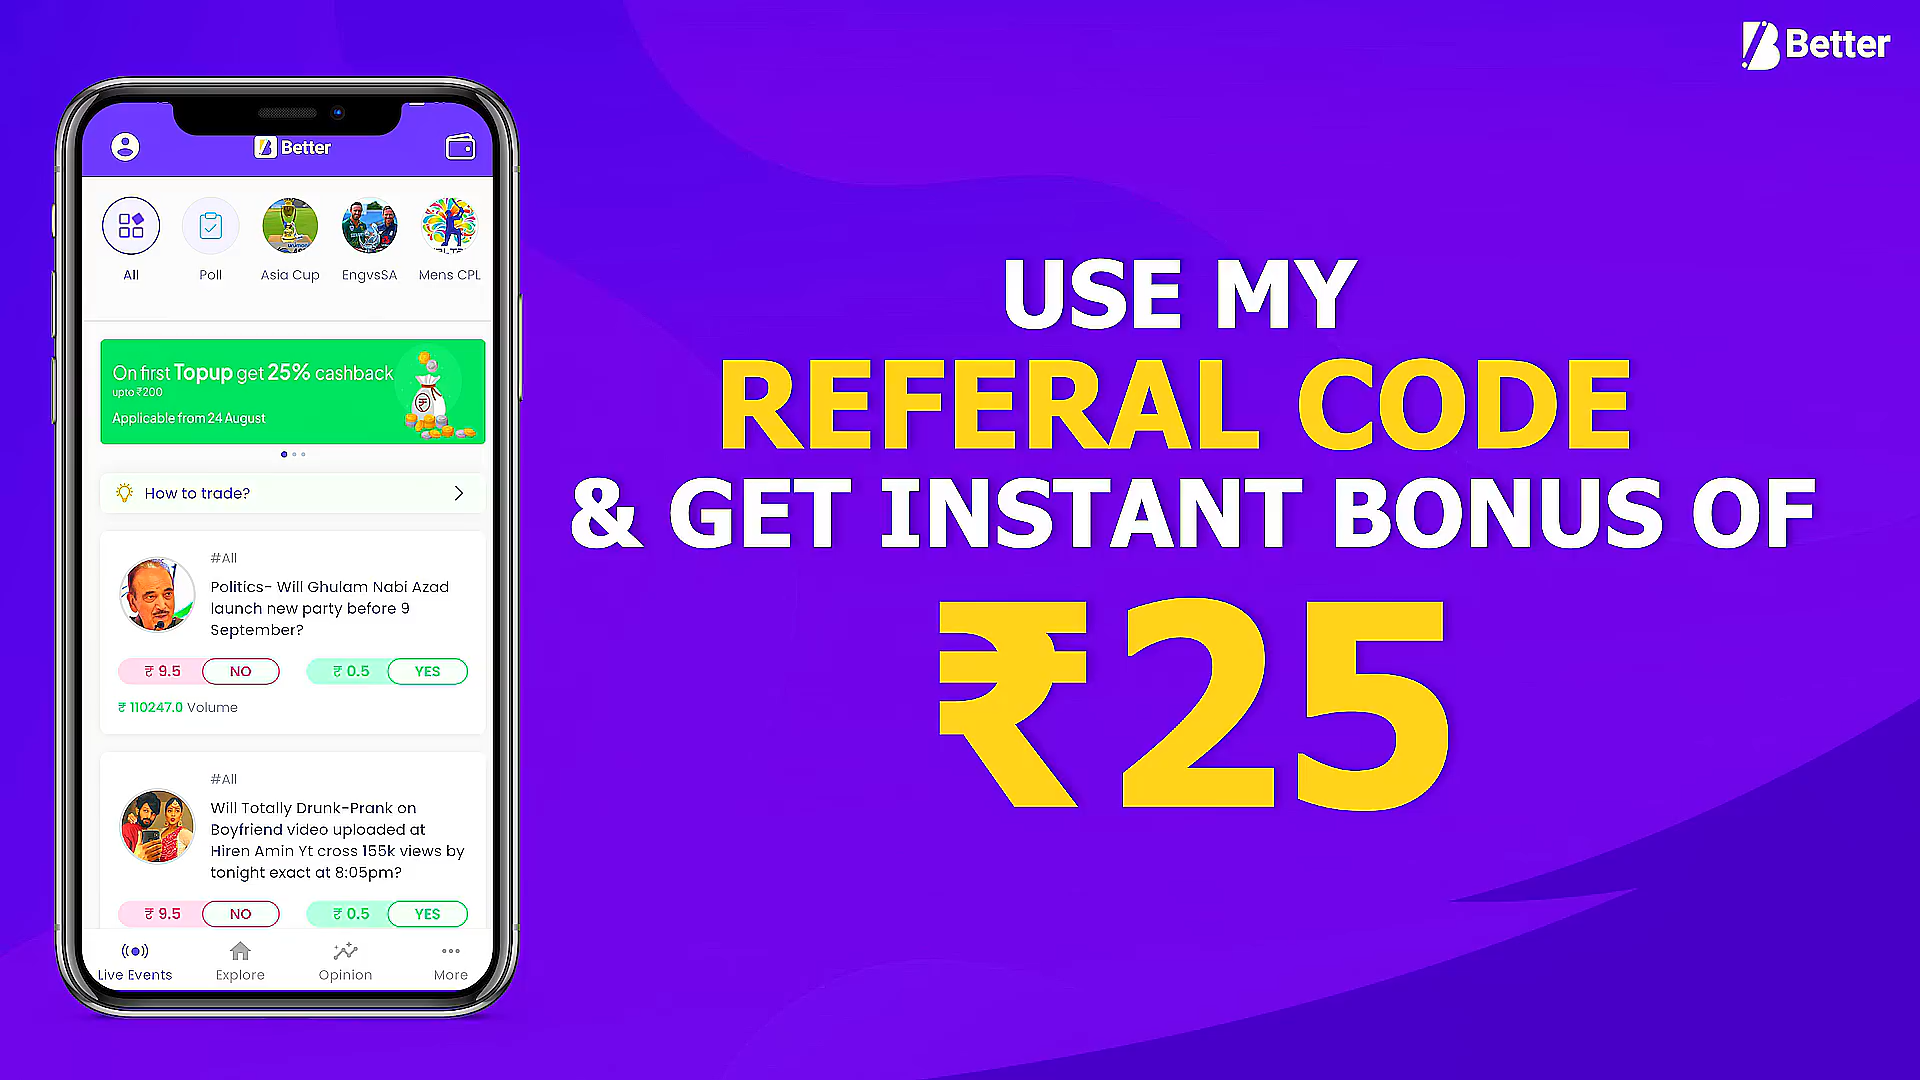 Better
Better
All
Poll
Asia Cup
EngvsSA
Mens CPL
On first Topup get 25% cashback
upto ₹200
Applicable from 24 August
How to trade?
#All
Politics- Will Ghulam Nabi Azad
launch new party before 9
September?
₹ 9.5 NO ₹ 0.5 YES
₹ 110247.0 Volume
#All
Will Totally Drunk-Prank on
Boyfriend video uploaded at
Hiren Amin Yt cross 155k views by
tonight exact at 8:05pm?
₹ 9.5 NO ₹ 0.5 YES
Live Events
Explore
Opinion
More
USE MY
REFERAL CODE
& GET INSTANT BONUS OF
₹25